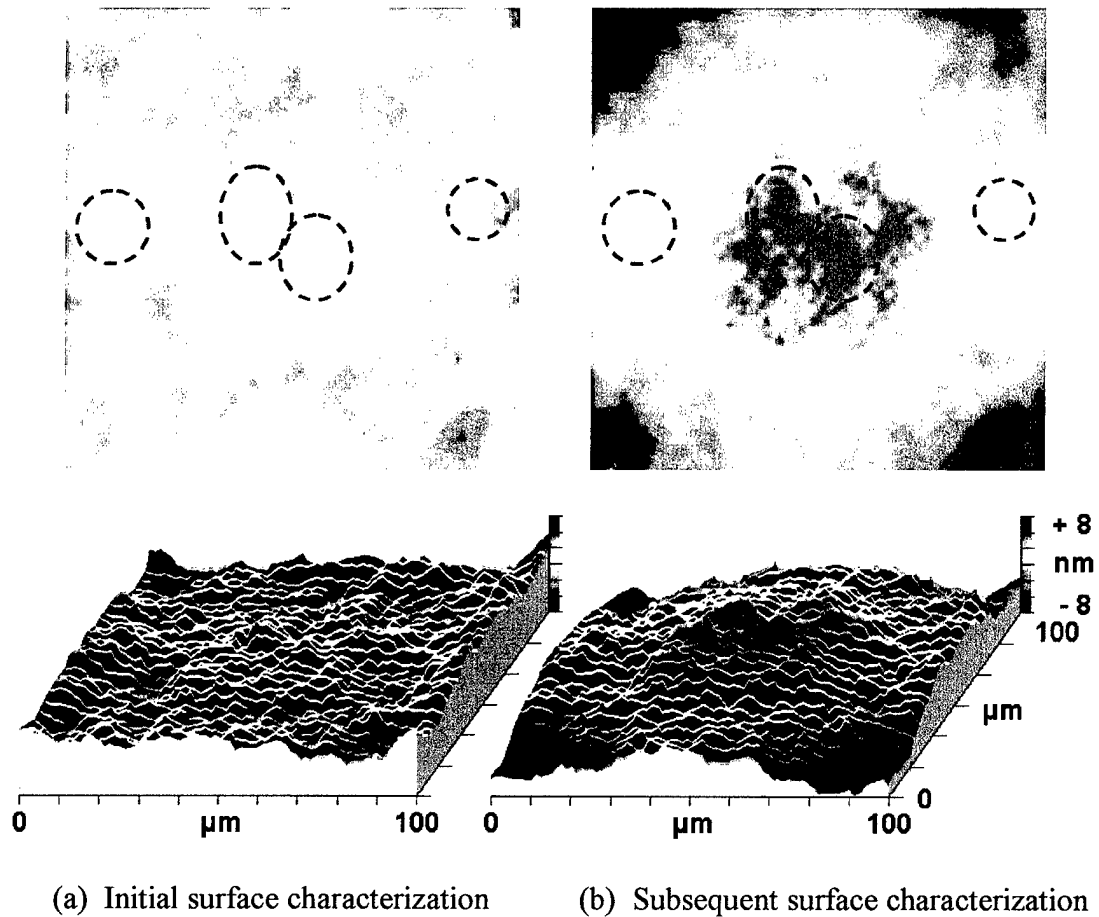 + 8
nm
- 8
100
µm
0
0 µm 100
0 µm 100
(a) Initial surface characterization
(b) Subsequent surface characterization